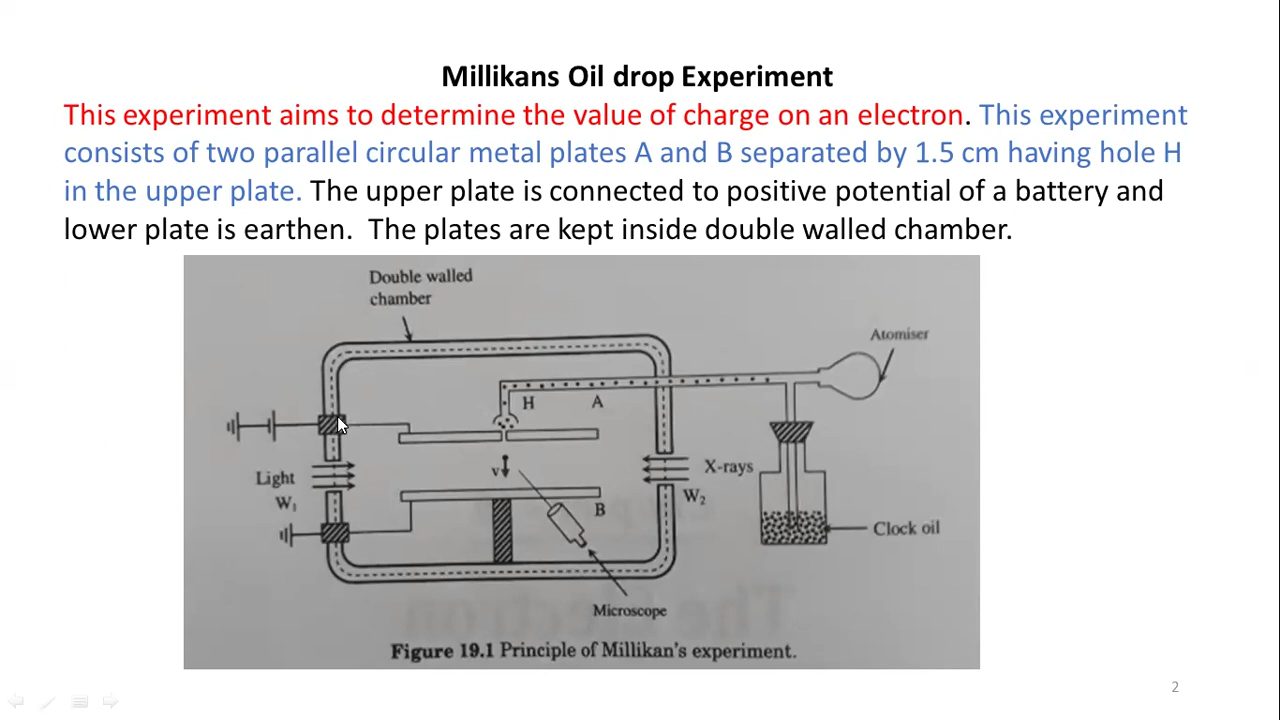 Millikans Oil drop Experiment
This experiment aims to determine the value of charge on an electron. This experiment
consists of two parallel circular metal plates A and B separated by 1.5 cm having hole H
in the upper plate. The upper plate is connected to positive potential of a battery and
lower plate is earthen.  The plates are kept inside double walled chamber.
Double walled
chamber
Atomiser
H
A
Light
W₁
v
X-rays
W₂
B
Clock oil
Microscope
Figure 19.1 Principle of Millikan's experiment.
2